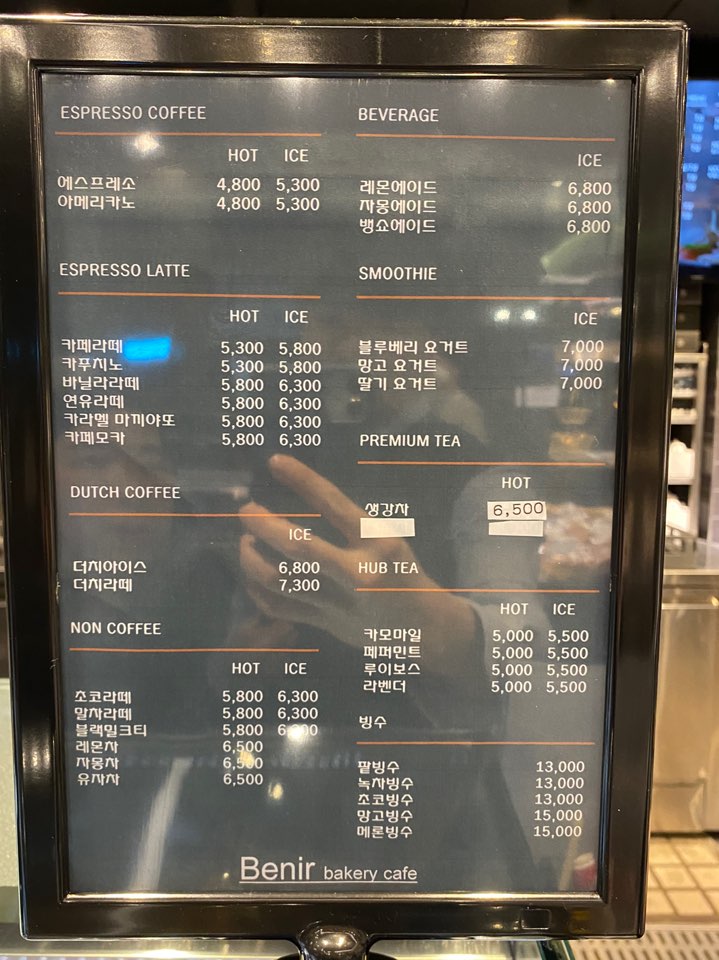 ESPRESSO COFFEE
HOT ICE
에스프레소 4,800 5,300
아메리카노 4,800 5,300
ESPRESSO LATTE
HOT ICE
카페라떼 5,300 5,800
카푸치노 5,300 5,800
바닐라라떼 5,800 6,300
연유라떼 5,800 6,300
카라멜 마끼야또 5,800 6,300
카페모카 5,800 6,300
DUTCH COFFEE
ICE
더치아이스 6,800
더치라떼 7,300
NON COFFEE
HOT ICE
초코라떼 5,800 6,300
말차라떼 5,800 6,300
블랙밀크티 5,800
레몬차 6,500
자몽차
유자차 6,500
BEVERAGE
ICE
레몬에이드 6,800
자몽에이드 6,800
뱅쇼에이드 6,800
SMOOTHIE
ICE
블루베리 요거트 7,000
망고 요거트 7,000
딸기 요거트 7,000
PREMIUM TEA
HOT
생강차 6,500
HUB TEA
HOT ICE
카모마일 5,000 5,500
페퍼민트 5,000 5,500
루이보스 5,000 5,500
라벤더 5,000 5,500
빙수
팥빙수 13,000
녹차빙수 13,000
초코빙수 13,000
망고빙수 15,000
메론빙수 15,000
Benir bakery cafe